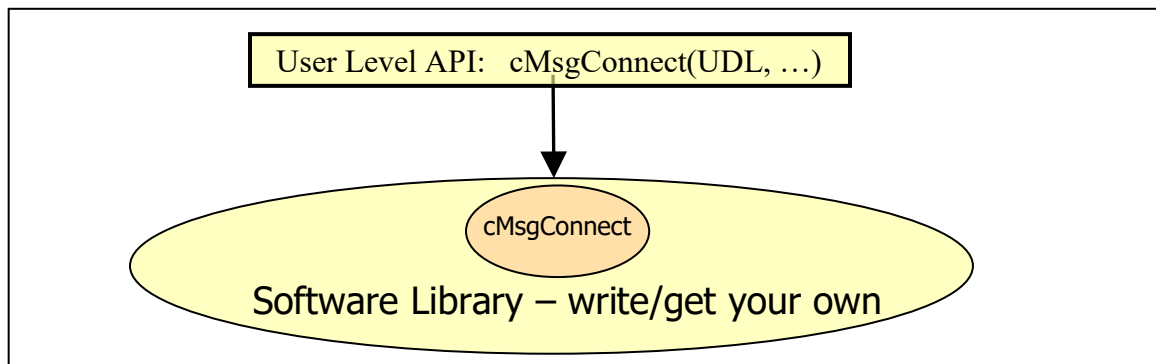 User Level API: cMsgConnect(UDL, …)
cMsgConnect
Software Library – write/get your own